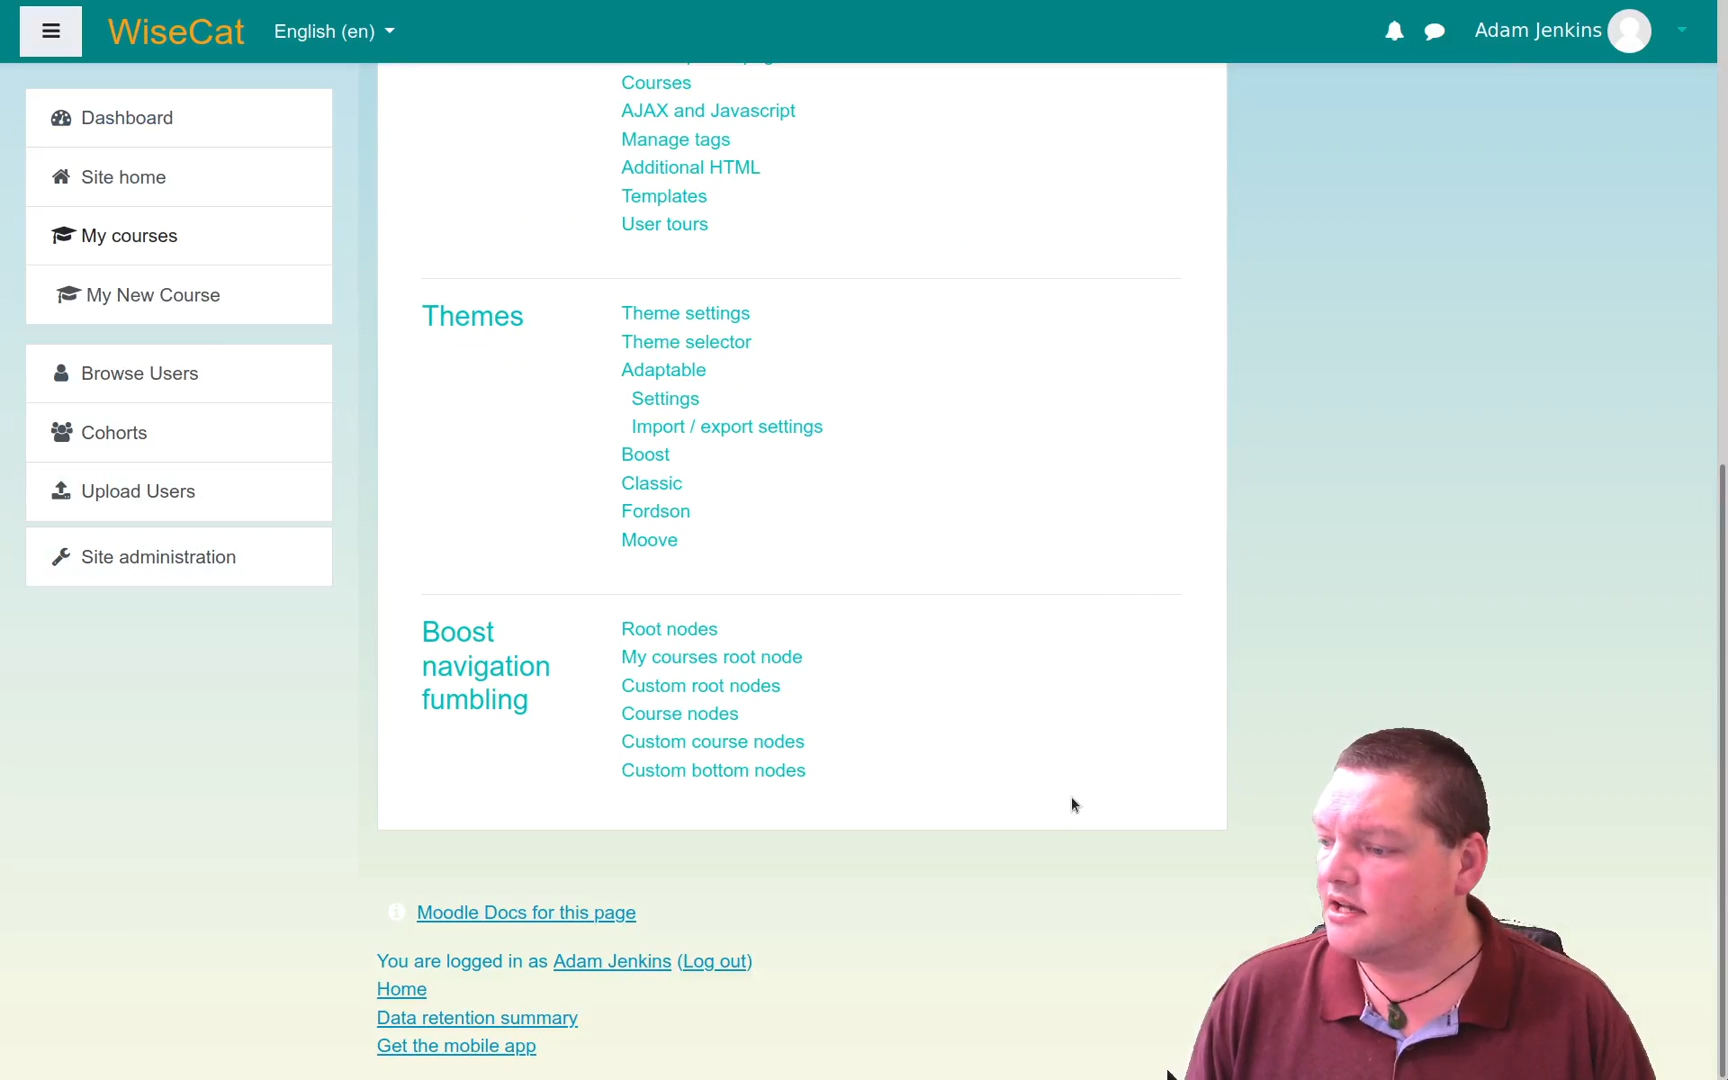 WiseCat English (en) Adam Jenkins
Dashboard
Site home
My courses
My New Course
Browse Users
Cohorts
Upload Users
Site administration
Courses
AJAX and Javascript
Manage tags
Additional HTML
Templates
User tours
Themes
Theme settings
Theme selector
Adaptable
Settings
Import / export settings
Boost
Classic
Fordson
Moove
Boost
navigation
fumbling
Root nodes
My courses root node
Custom root nodes
Course nodes
Custom course nodes
Custom bottom nodes
Moodle Docs for this page
You are logged in as Adam Jenkins (Log out)
Home
Data retention summary
Get the mobile app